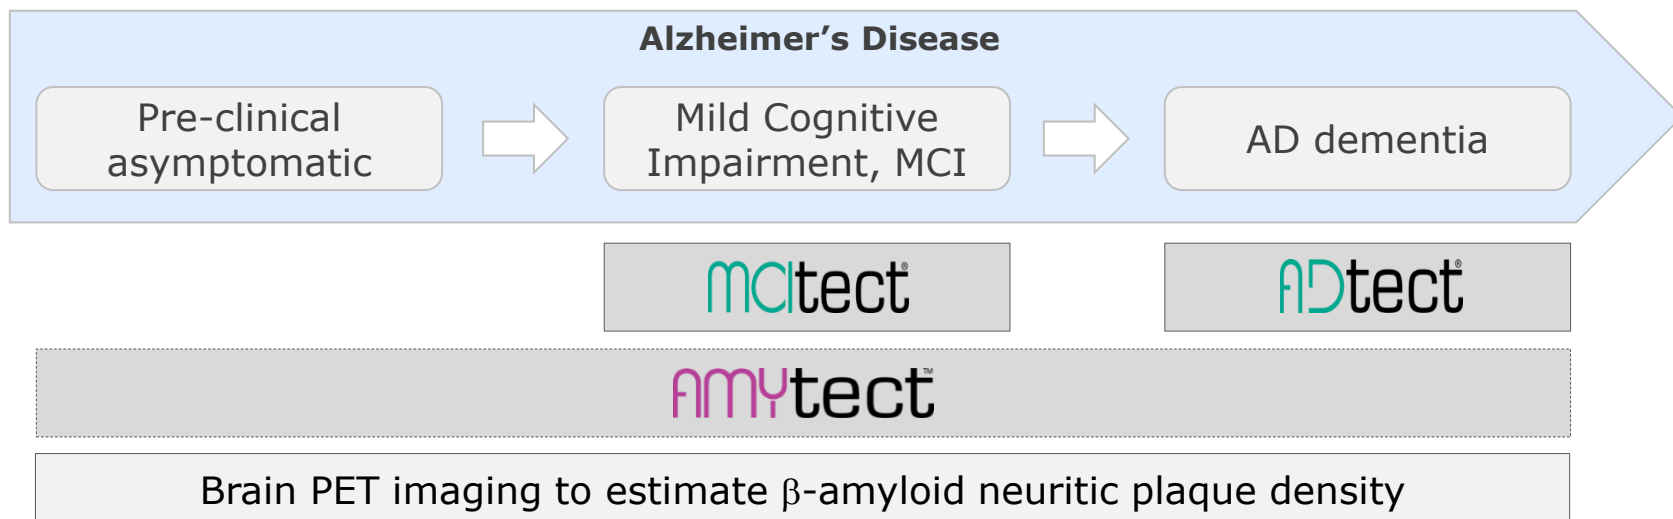 Alzheimer’s Disease
Pre-clinical
asymptomatic
Mild Cognitive
Impairment, MCI
AD dementia
MCItect®
ADtect®
AMYtect™
Brain PET imaging to estimate β-amyloid neuritic plaque density